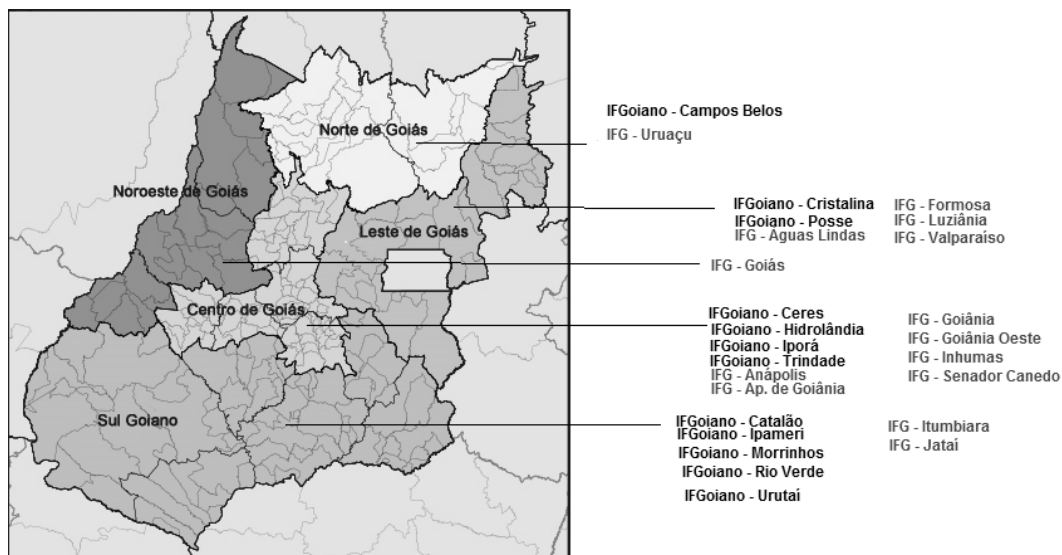 Norte de Goiás
Noroeste de Goiás
Leste de Goiás
Centro de Goiás
Sul Goiano
IFGoiano - Campos Belos
IFG - Uruaçu
IFGoiano - Cristalina
IFGoiano - Posse
IFG - Aguas Lindas
IFG - Formosa
IFG - Luziânia
IFG - Valparaíso
IFG - Goiás
IFGoiano - Ceres
IFGoiano - Hidrolândia
IFGoiano - Iporá
IFGoiano - Trindade
IFG - Anápolis
IFG - Ap. de Goiânia
IFG - Goiânia
IFG - Goiânia Oeste
IFG - Inhumas
IFG - Senador Canedo
IFGoiano - Catalão
IFGoiano - Ipameri
IFGoiano - Morrinhos
IFGoiano - Rio Verde
IFGoiano - Urutaí
IFG - Itumbiara
IFG - Jataí